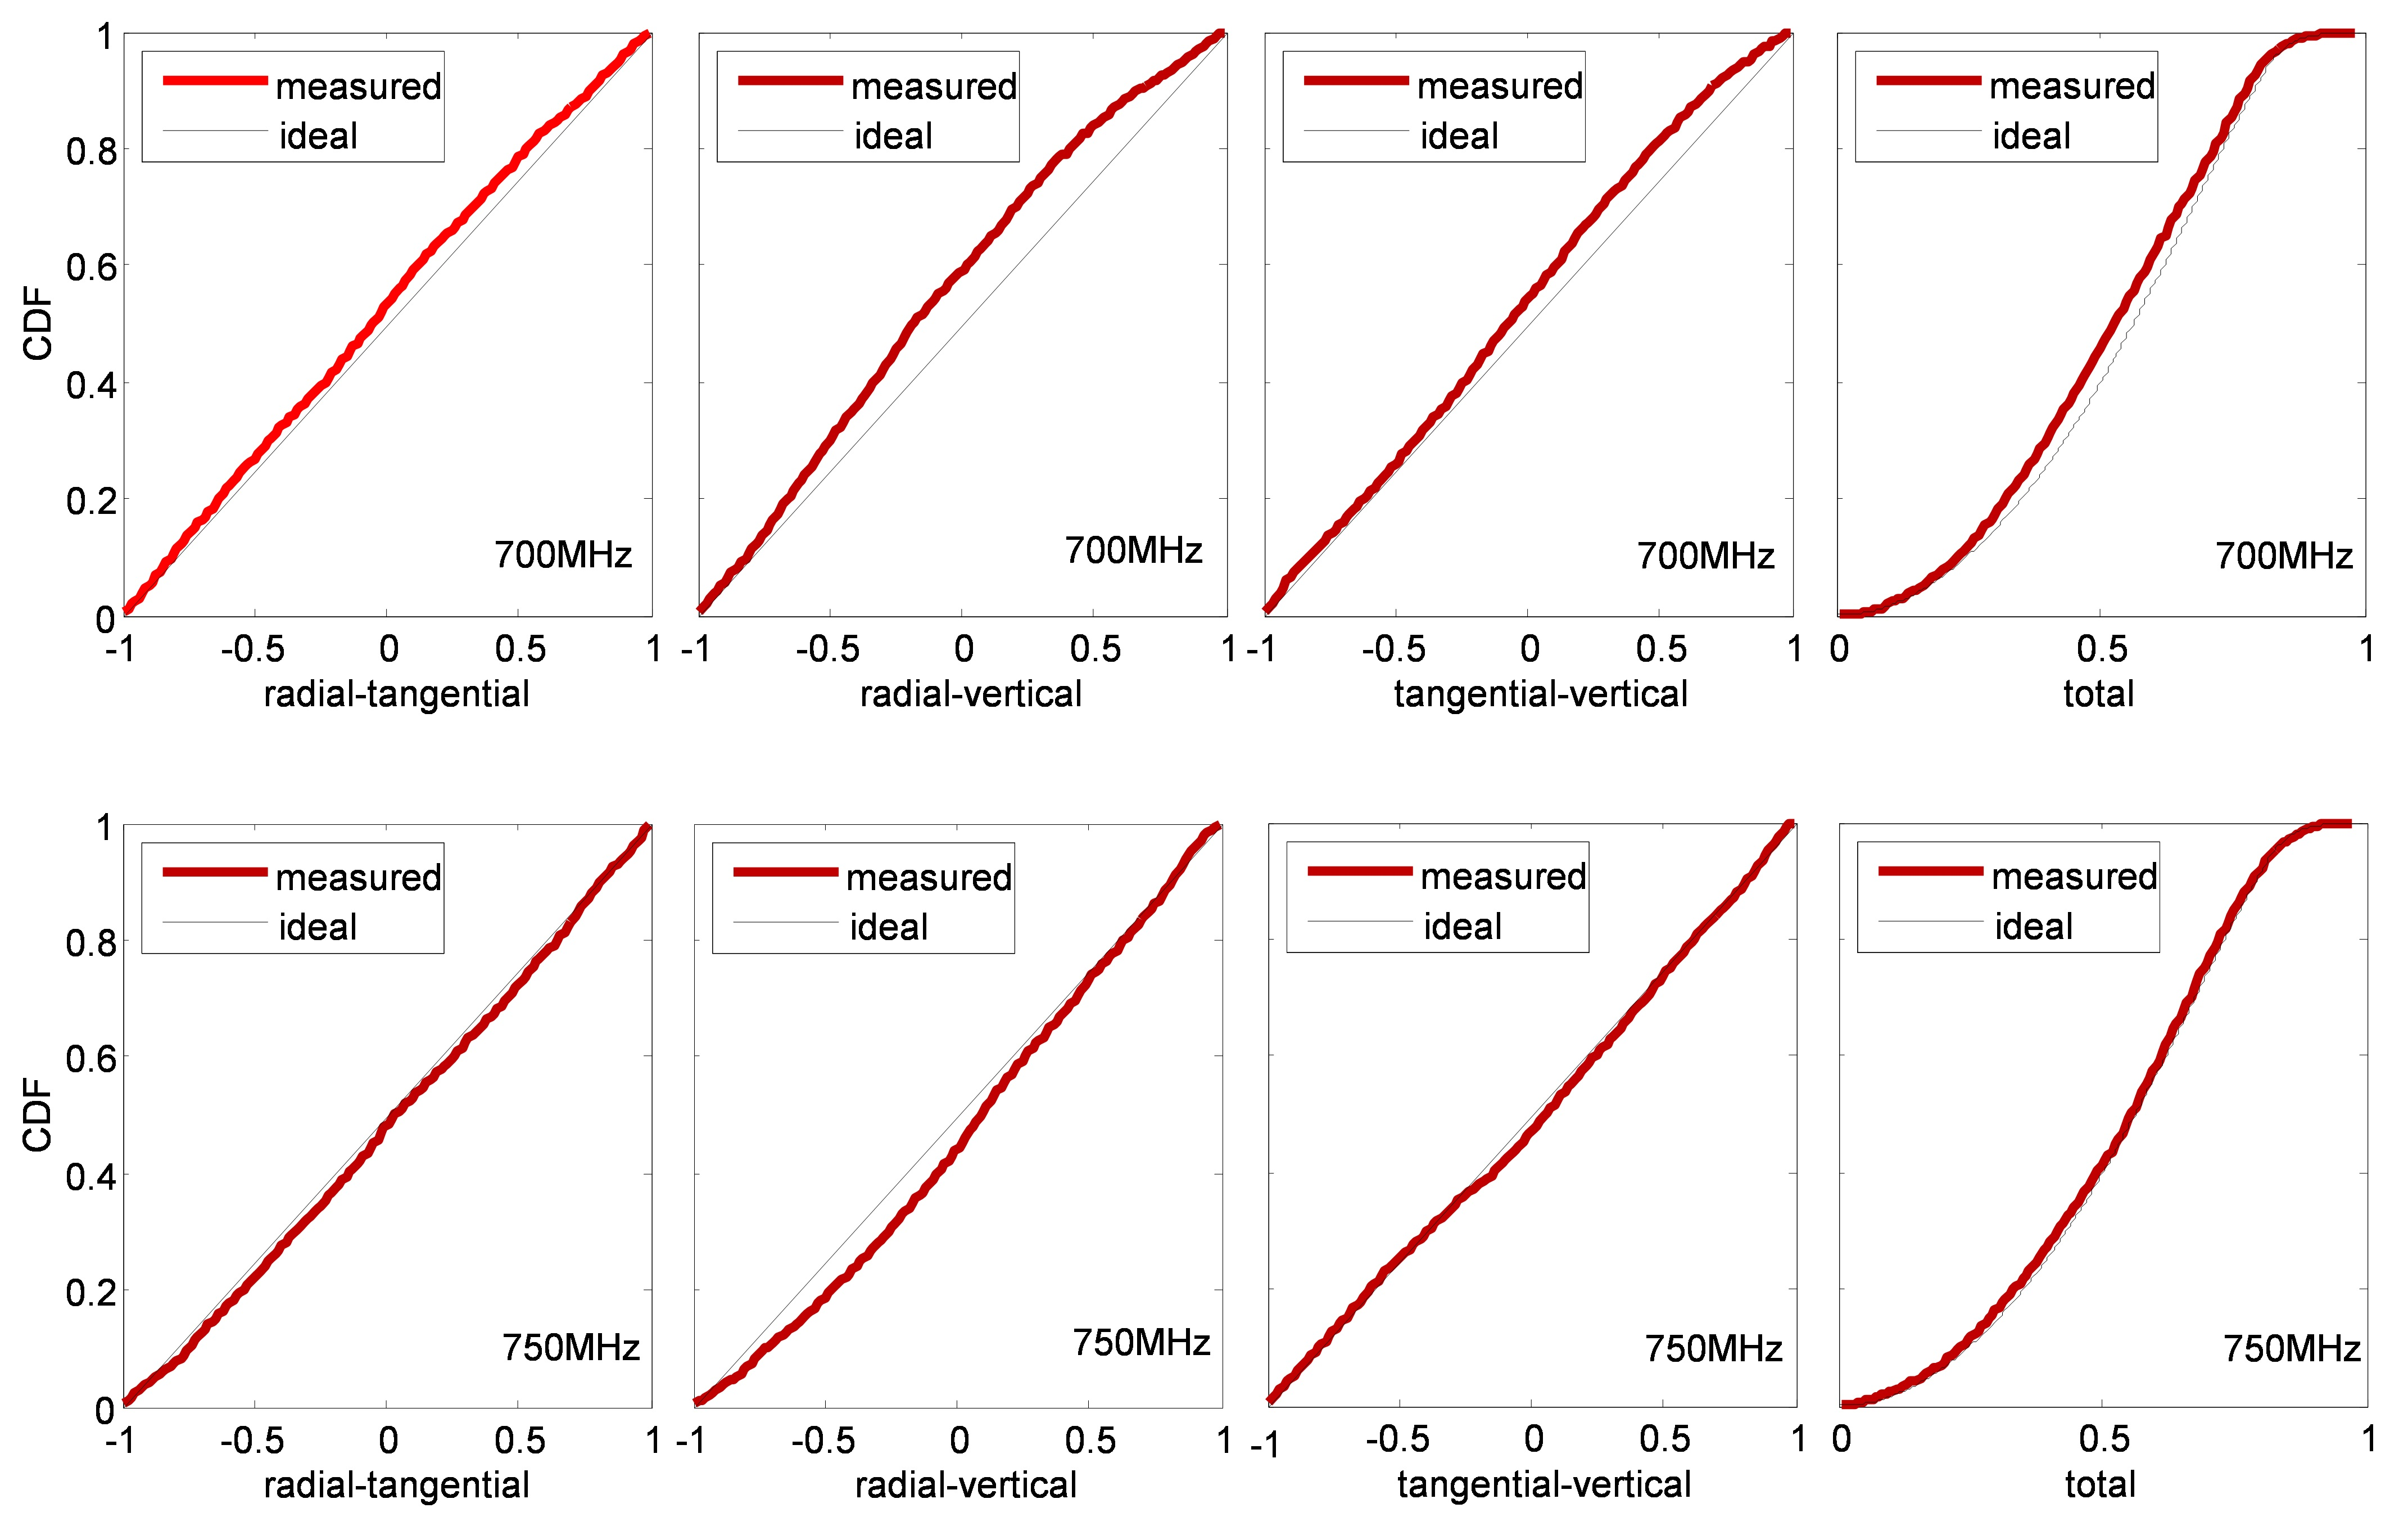 measured
ideal
measured
ideal
measured
ideal
measured
ideal
CDF
1
0.8
0.6
0.4
0.2
0
700MHz
700MHz
700MHz
700MHz
-1 -0.5 0 0.5 1
-1 -0.5 0 0.5 1
-1 -0.5 0 0.5 1
0 0.5 1
radial-tangential
radial-vertical
tangential-vertical
total
measured
ideal
measured
ideal
measured
ideal
measured
ideal
CDF
1
0.8
0.6
0.4
0.2
0
750MHz
750MHz
750MHz
750MHz
-1 -0.5 0 0.5 1
-1 -0.5 0 0.5 1
-1 -0.5 0 0.5 1
0 0.5 1
radial-tangential
radial-vertical
tangential-vertical
total